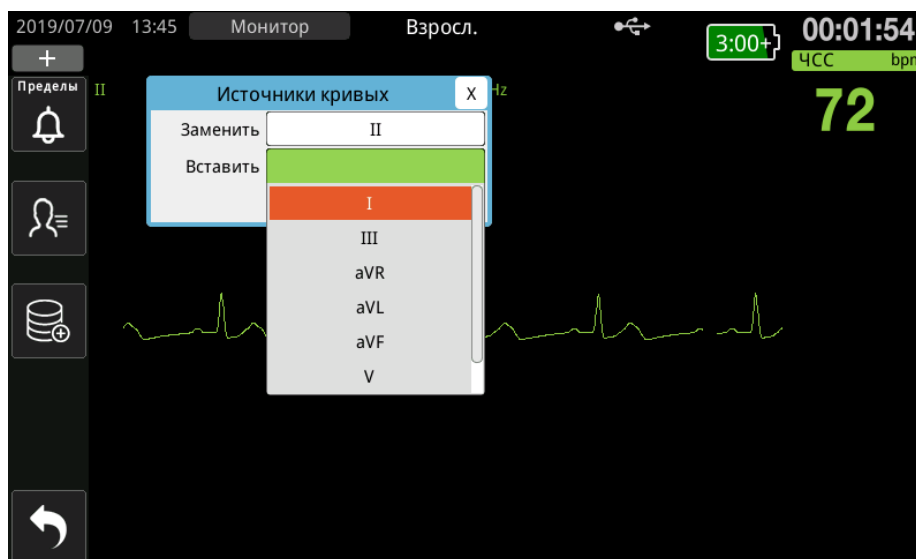 2019/07/09 13:45 Монитор Взросл. 3:00+ 00:01:54
+
ЧСС bpm
Пределы
II Источники кривых X Hz
72
Заменить II
Вставить
I
III
aVR
aVL
aVF
V